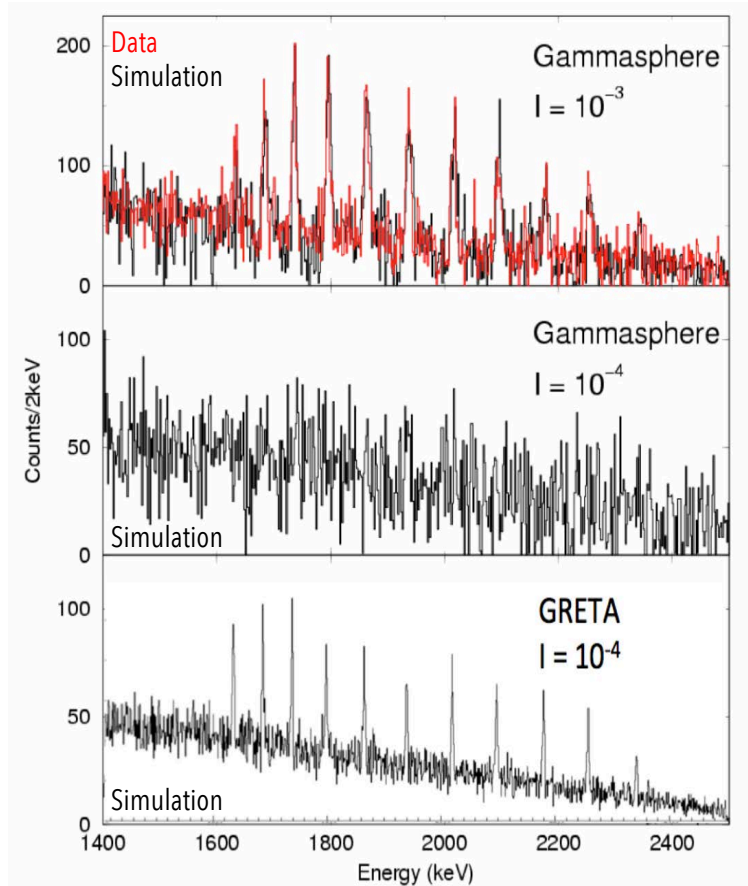 Data
Simulation
Gammasphere
I = 10⁻³
200
100
0
Gammasphere
I = 10⁻⁴
100
50
0
Simulation
Counts/2keV
GRETA
I = 10⁻⁴
100
50
0
Simulation
1400 1600 1800 2000 2200 2400
Energy (keV)